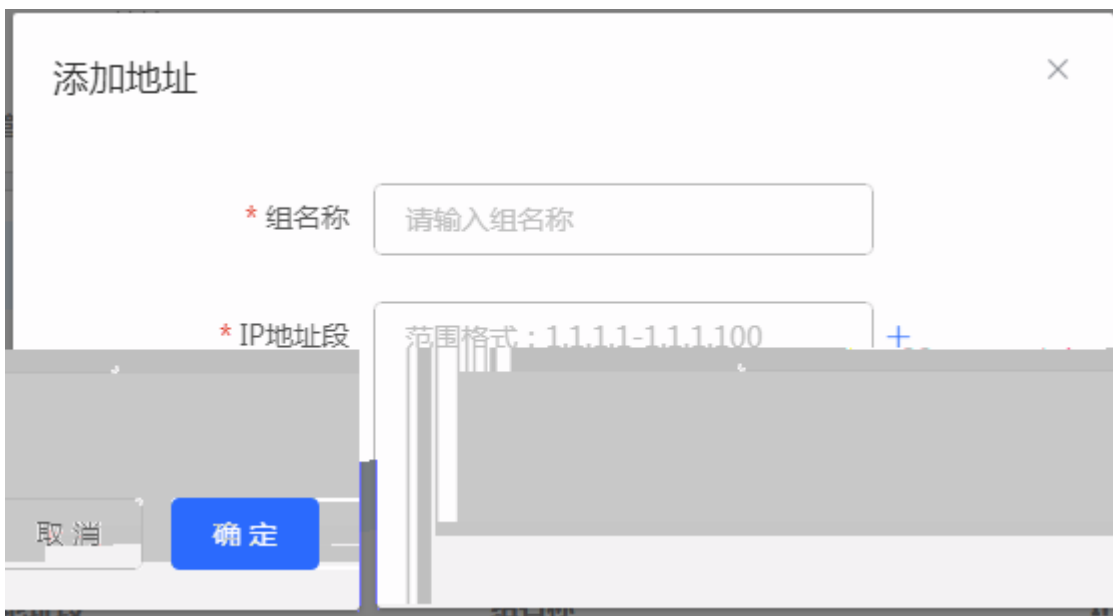 添加地址
* 组名称
请输入组名称
* IP地址段
范围格式：1.1.1.1-1.1.1.100
取 消
确 定